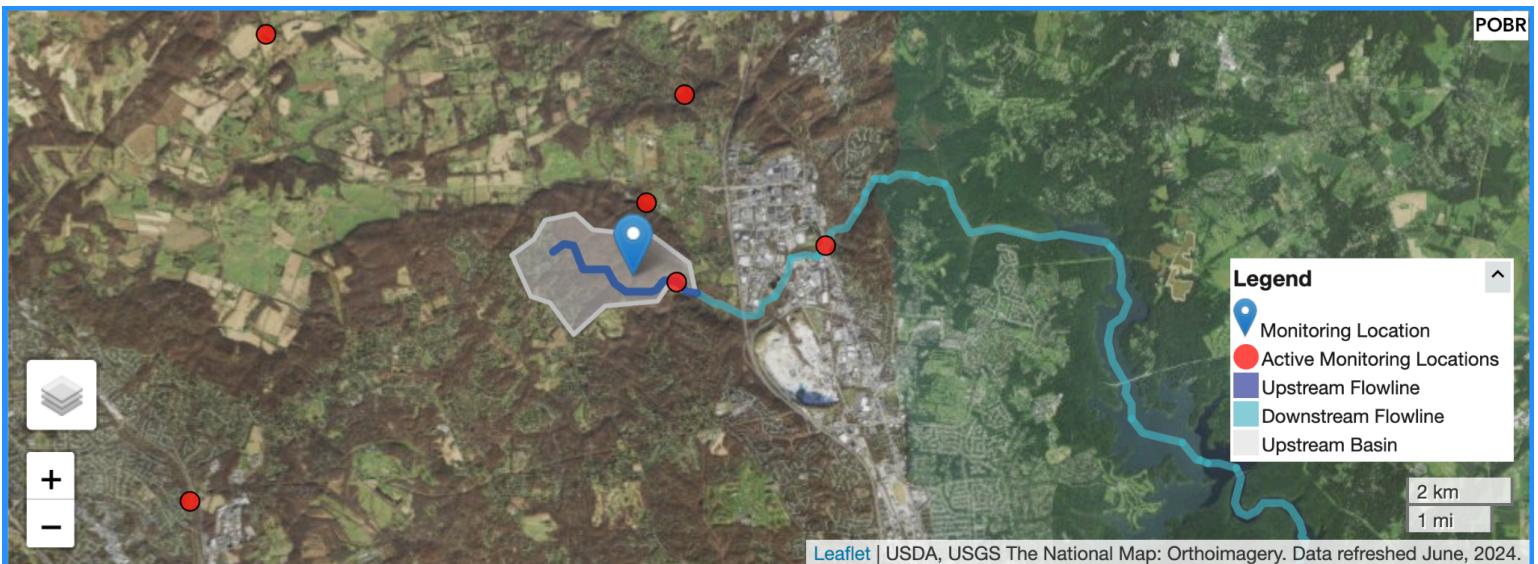 POBR
Legend
Monitoring Location
Active Monitoring Locations
Upstream Flowline
Downstream Flowline
Upstream Basin
+
−
2 km
1 mi
Leaflet | USDA, USGS The National Map: Orthoimagery. Data refreshed June, 2024.